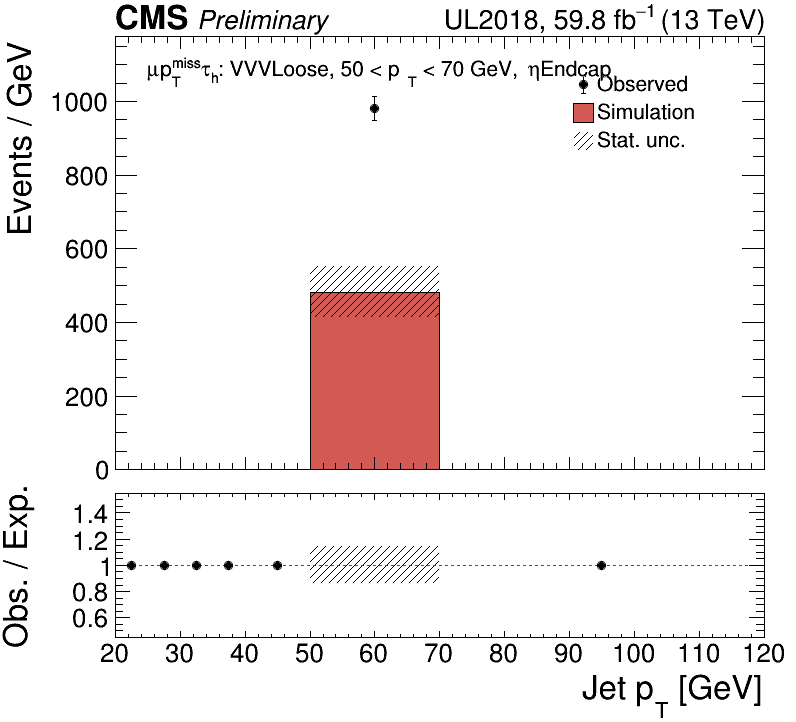 CMS Preliminary UL2018, 59.8 fb⁻¹ (13 TeV)
μp_T^miss τ_h: VVVLoose, 50 < p_T < 70 GeV, ηEndcap
Observed
Simulation
Stat. unc.
Events / GeV
1000
800
600
400
200
0
Obs. / Exp.
1.4
1.2
1
0.8
0.6
20 30 40 50 60 70 80 90 100 110 120
Jet p_T [GeV]